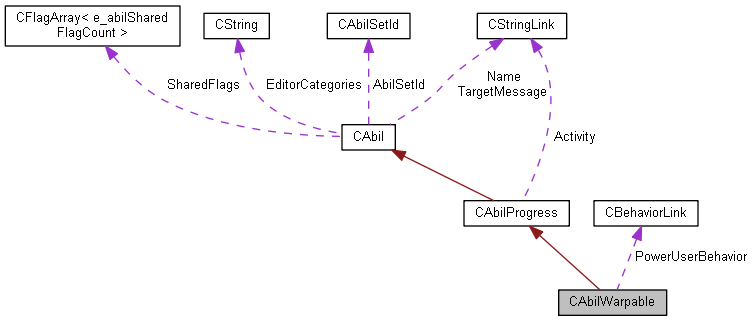 CFlagArray< e_abilShared
FlagCount >
CString
CAbilSetId
CStringLink
SharedFlags
EditorCategories
AbilSetId
Name
TargetMessage
CAbil
Activity
CAbilProgress
CBehaviorLink
PowerUserBehavior
CAbilWarpable